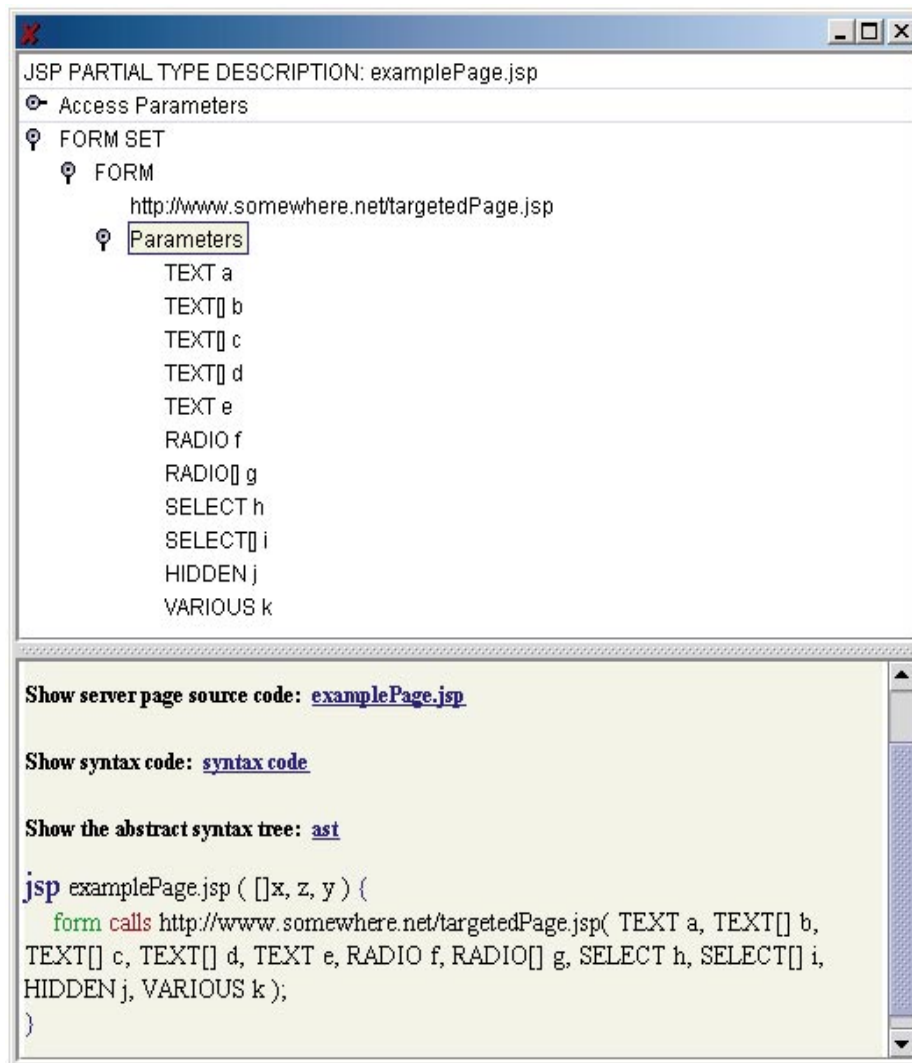 JSP PARTIAL TYPE DESCRIPTION: examplePage.jsp
Access Parameters
FORM SET
FORM
http://www.somewhere.net/targetedPage.jsp
Parameters
TEXT a
TEXT[] b
TEXT[] c
TEXT[] d
TEXT e
RADIO f
RADIO[] g
SELECT h
SELECT[] i
HIDDEN j
VARIOUS k
Show server page source code: examplePage.jsp
Show syntax code: syntax code
Show the abstract syntax tree: ast
jsp examplePage.jsp ( []x, z, y ) {
form calls http://www.somewhere.net/targetedPage.jsp( TEXT a, TEXT[] b,
TEXT[] c, TEXT[] d, TEXT e, RADIO f, RADIO[] g, SELECT h, SELECT[] i,
HIDDEN j, VARIOUS k );
}